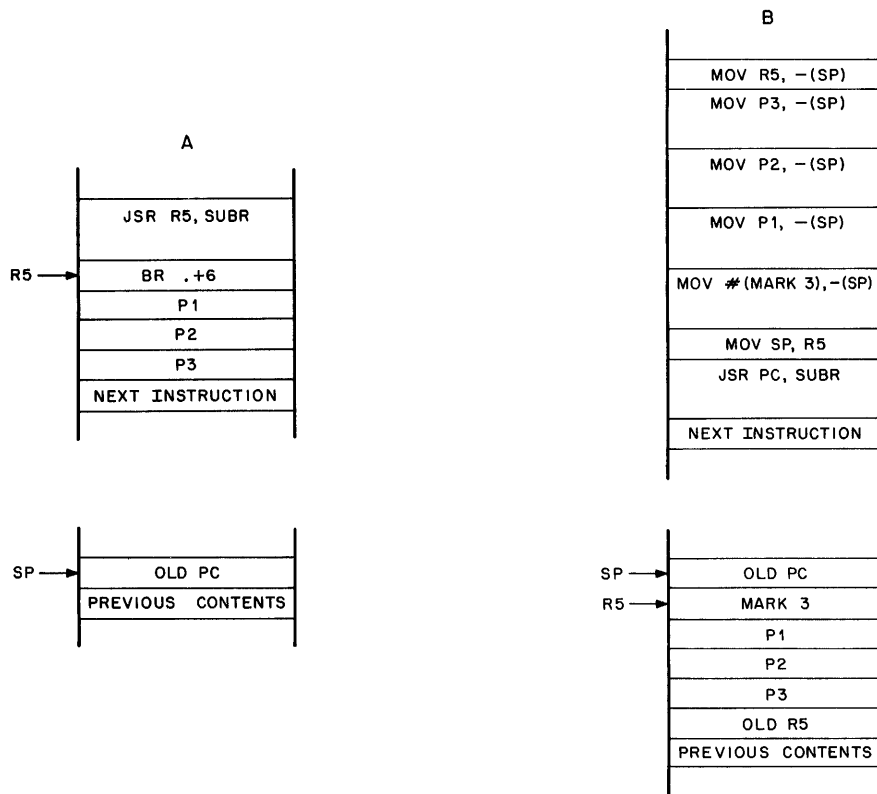 A
JSR R5, SUBR
R5
BR .+6
P1
P2
P3
NEXT INSTRUCTION
SP
OLD PC
PREVIOUS CONTENTS
B
MOV R5, -(SP)
MOV P3, -(SP)
MOV P2, -(SP)
MOV P1, -(SP)
MOV #(MARK 3),-(SP)
MOV SP, R5
JSR PC, SUBR
NEXT INSTRUCTION
SP
OLD PC
R5
MARK 3
P1
P2
P3
OLD R5
PREVIOUS CONTENTS